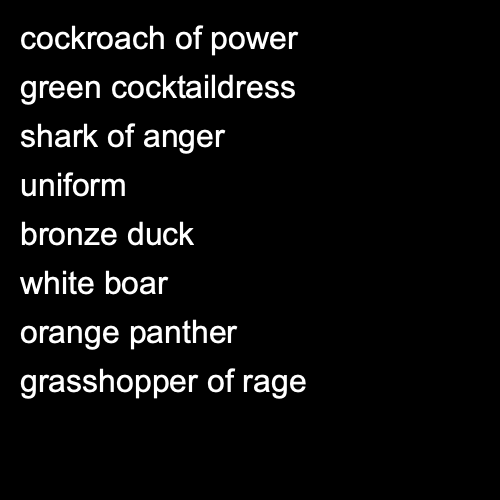 cockroach of power
green cocktaildress
shark of anger
uniform
bronze duck
white boar
orange panther
grasshopper of rage